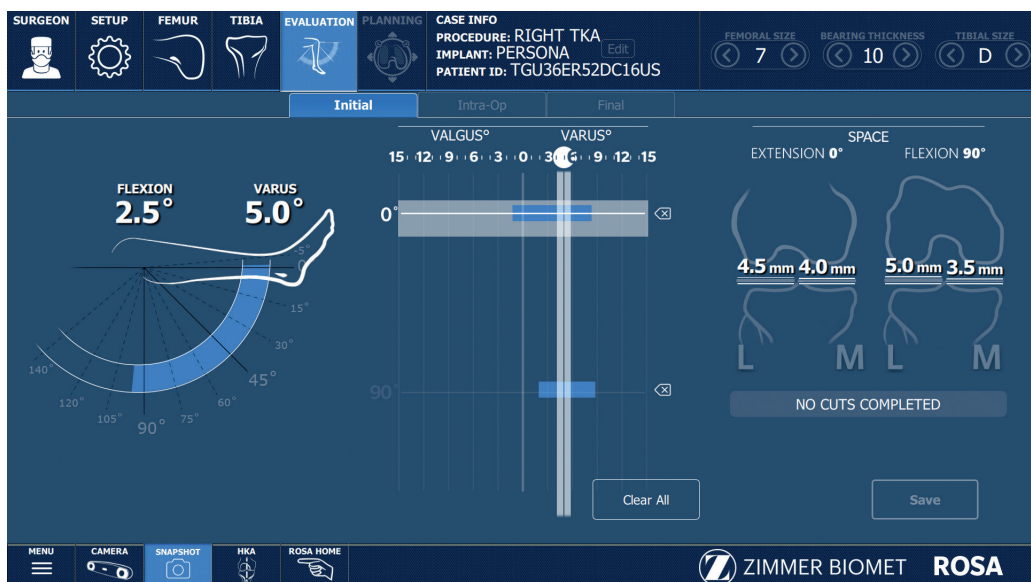 SURGEON SETUP FEMUR TIBIA EVALUATION PLANNING
CASE INFO
PROCEDURE: RIGHT TKA
IMPLANT: PERSONA
Edit
PATIENT ID: TGU36ER52DC16US
FEMORAL SIZE BEARING THICKNESS TIBIAL SIZE
7 10 D
Initial Intra-Op Final
FLEXION VARUS
2.5° 5.0°
-5°
0
15°
30°
45°
60°
75°
90°
105°
120°
140°
VALGUS° VARUS°
15 12 9 6 3 0 3 6 9 12 15
0°
90°
Clear All
SPACE
EXTENSION 0° FLEXION 90°
4.5 mm 4.0 mm 5.0 mm 3.5 mm
L M L M
NO CUTS COMPLETED
Save
MENU CAMERA SNAPSHOT HKA ROSA HOME
Z ZIMMER BIOMET ROSA